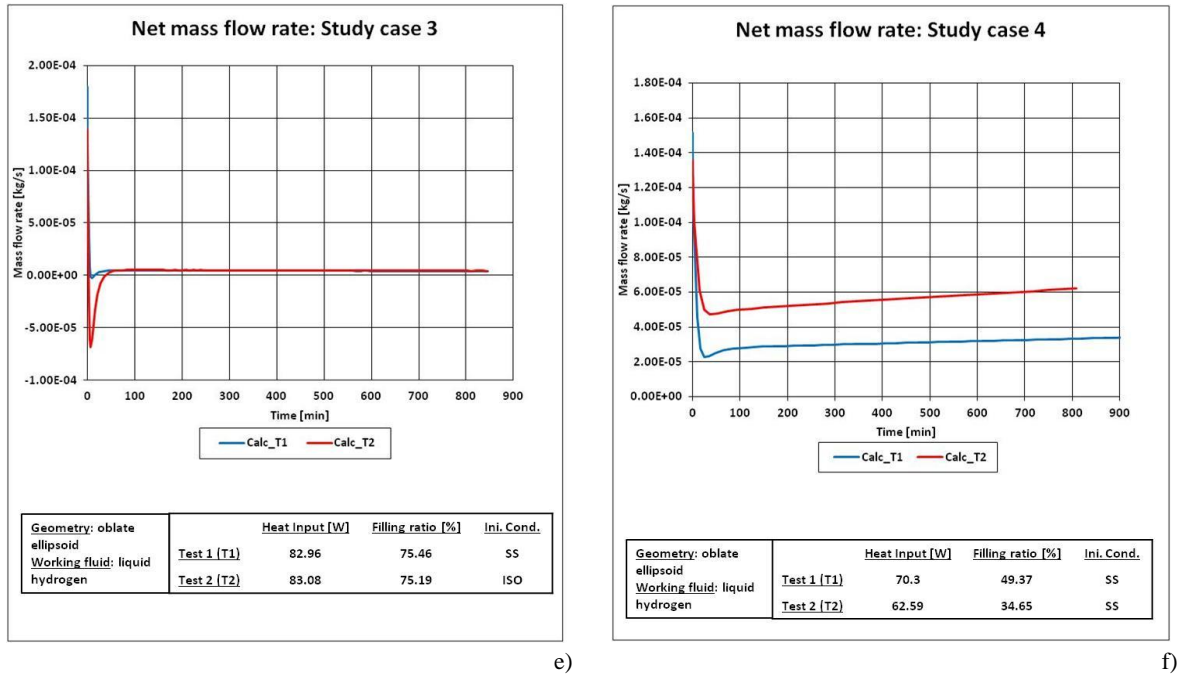 Net mass flow rate: Study case 3
2.00E-04
1.50E-04
1.00E-04
5.00E-05
0.00E+00
-5.00E-05
-1.00E-04
Mass flow rate [kg/s]
0 100 200 300 400 500 600 700 800 900
Time [min]
Calc_T1 Calc_T2
Geometry: oblate
ellipsoid
Working fluid: liquid
hydrogen
Heat Input [W] Filling ratio [%] Ini. Cond.
Test 1 (T1) 82.96 75.46 SS
Test 2 (T2) 83.08 75.19 ISO
e)
Net mass flow rate: Study case 4
1.80E-04
1.60E-04
1.40E-04
1.20E-04
1.00E-04
8.00E-05
6.00E-05
4.00E-05
2.00E-05
0.00E+00
Mass flow rate [kg/s]
0 100 200 300 400 500 600 700 800 900
Time [min]
Calc_T1 Calc_T2
Geometry: oblate
ellipsoid
Working fluid: liquid
hydrogen
Heat Input [W] Filling ratio [%] Ini. Cond.
Test 1 (T1) 70.3 49.37 SS
Test 2 (T2) 62.59 34.65 SS
f)